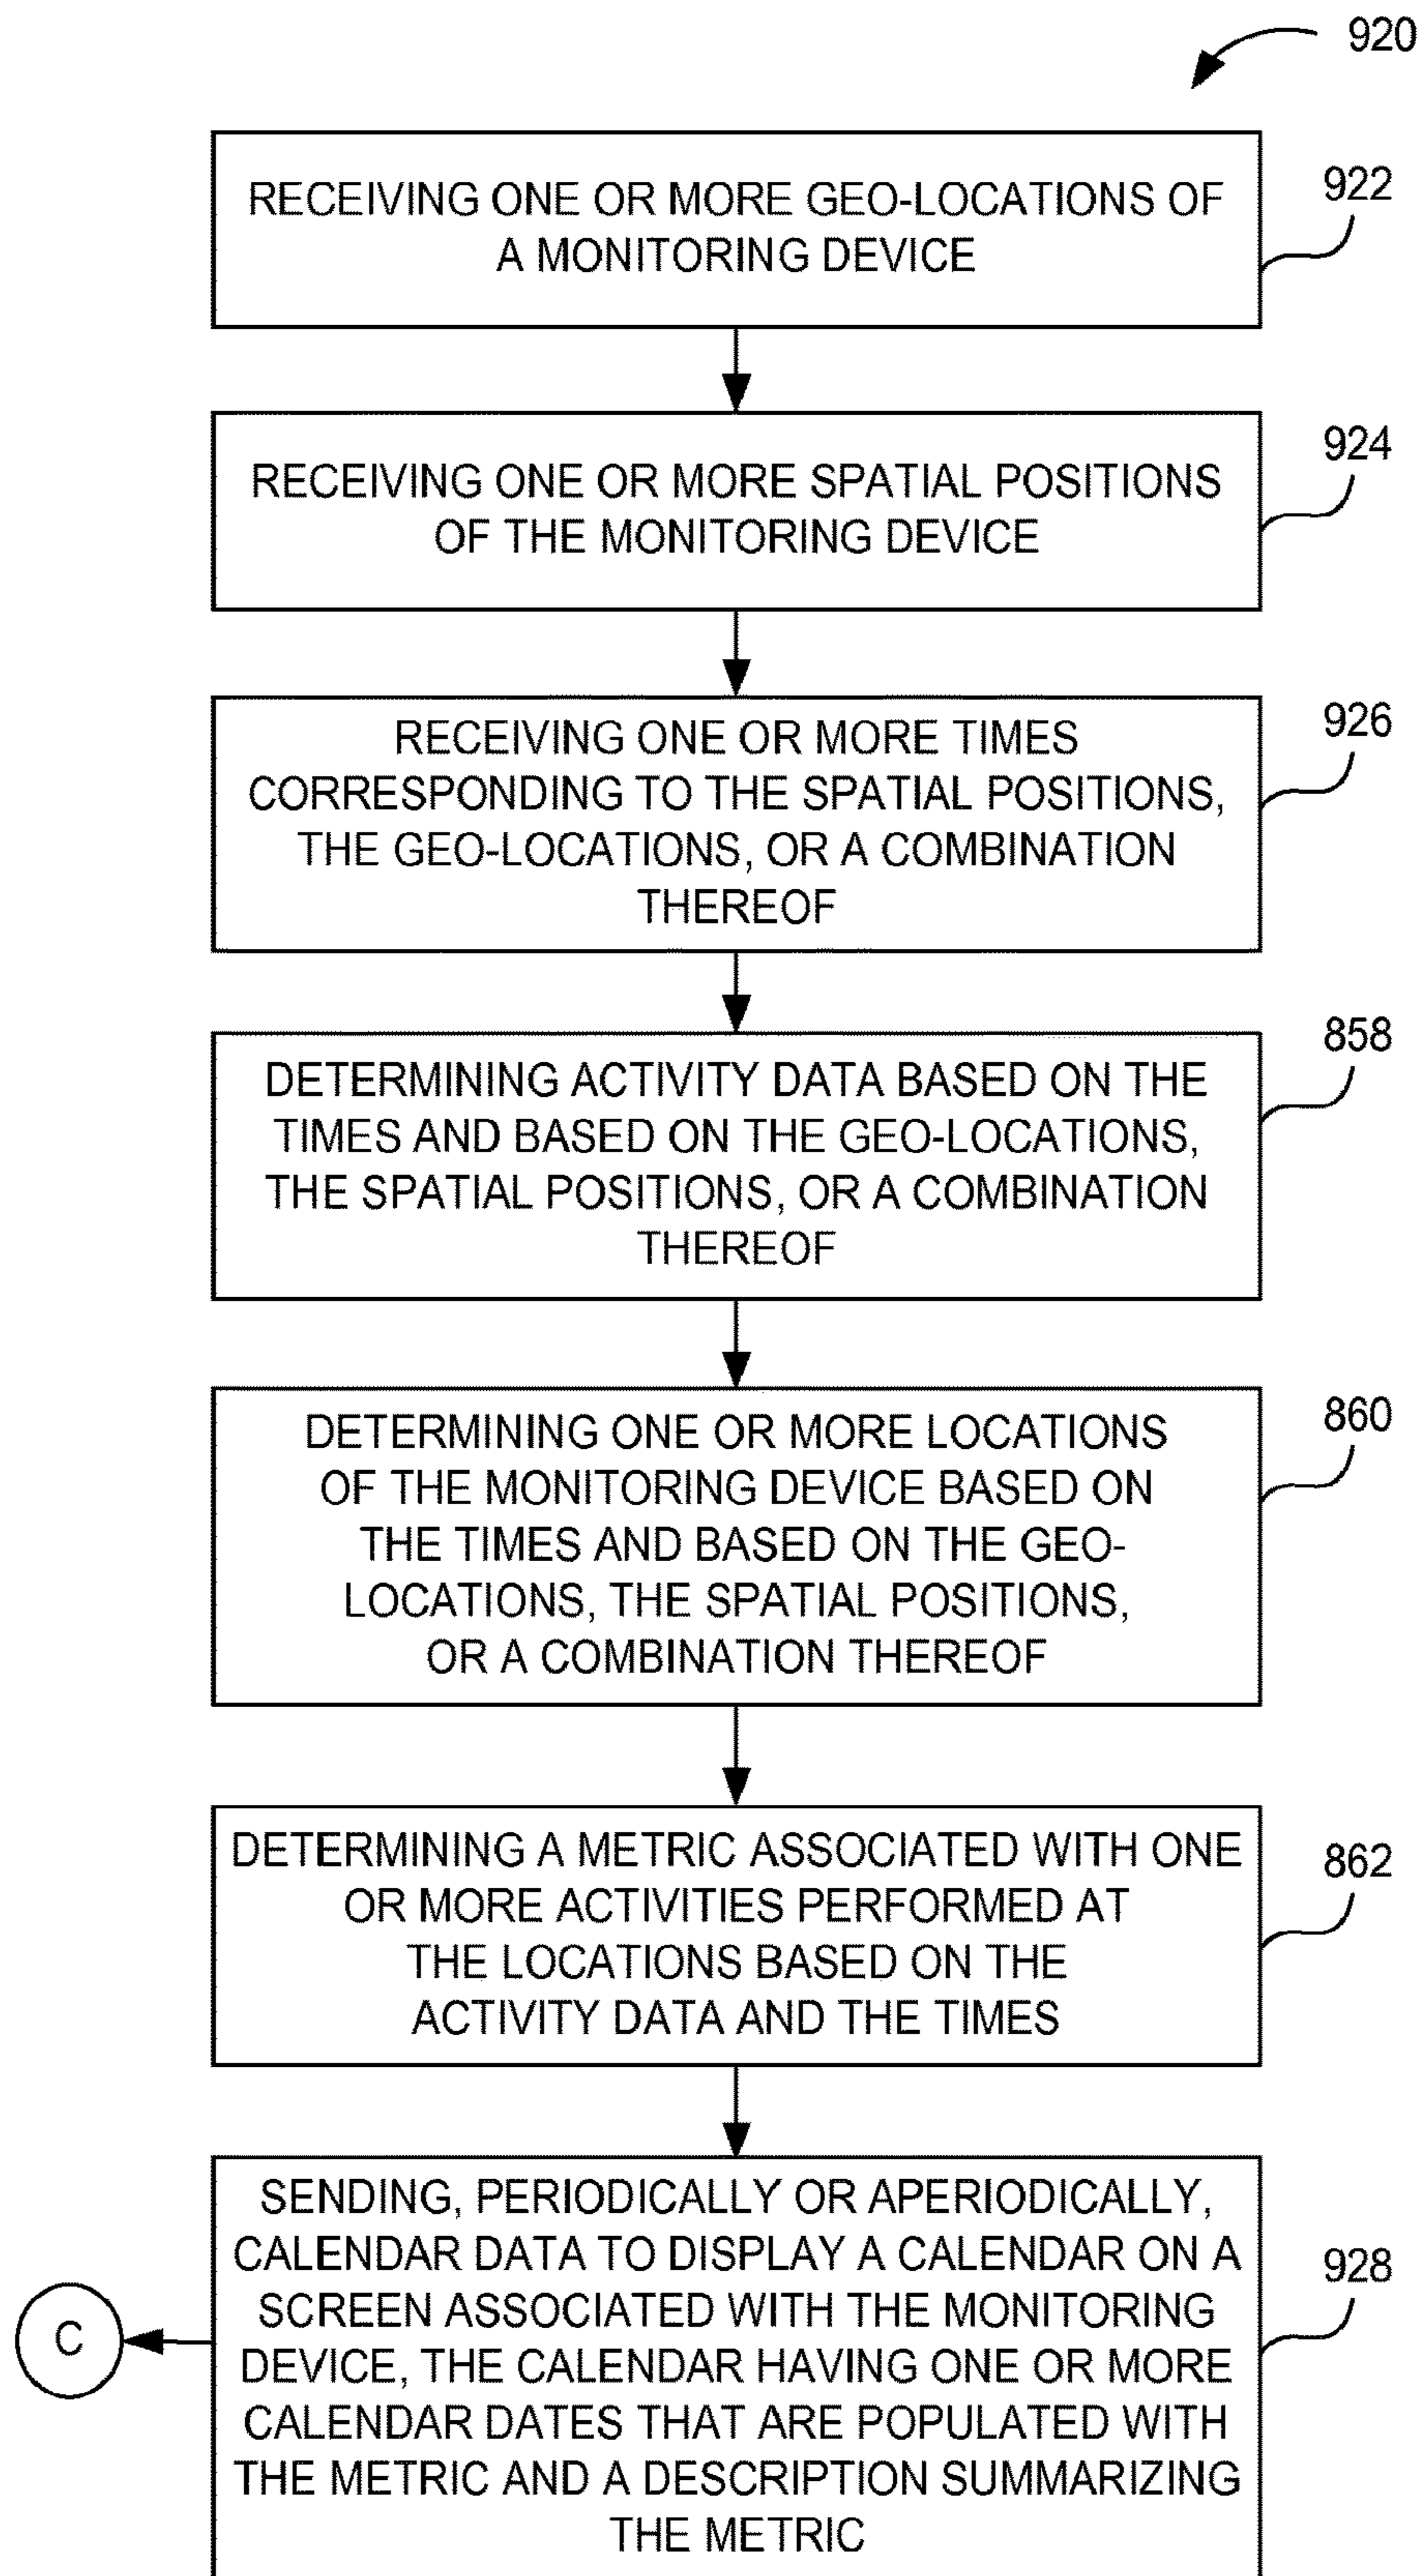 920
RECEIVING ONE OR MORE GEO-LOCATIONS OF
A MONITORING DEVICE
922
RECEIVING ONE OR MORE SPATIAL POSITIONS
OF THE MONITORING DEVICE
924
RECEIVING ONE OR MORE TIMES
CORRESPONDING TO THE SPATIAL POSITIONS,
THE GEO-LOCATIONS, OR A COMBINATION
THEREOF
926
DETERMINING ACTIVITY DATA BASED ON THE
TIMES AND BASED ON THE GEO-LOCATIONS,
THE SPATIAL POSITIONS, OR A COMBINATION
THEREOF
858
DETERMINING ONE OR MORE LOCATIONS
OF THE MONITORING DEVICE BASED ON
THE TIMES AND BASED ON THE GEO-
LOCATIONS, THE SPATIAL POSITIONS,
OR A COMBINATION THEREOF
860
DETERMINING A METRIC ASSOCIATED WITH ONE
OR MORE ACTIVITIES PERFORMED AT
THE LOCATIONS BASED ON THE
ACTIVITY DATA AND THE TIMES
862
SENDING, PERIODICALLY OR APERIODICALLY,
CALENDAR DATA TO DISPLAY A CALENDAR ON A
SCREEN ASSOCIATED WITH THE MONITORING
DEVICE, THE CALENDAR HAVING ONE OR MORE
CALENDAR DATES THAT ARE POPULATED WITH
THE METRIC AND A DESCRIPTION SUMMARIZING
THE METRIC
928
C